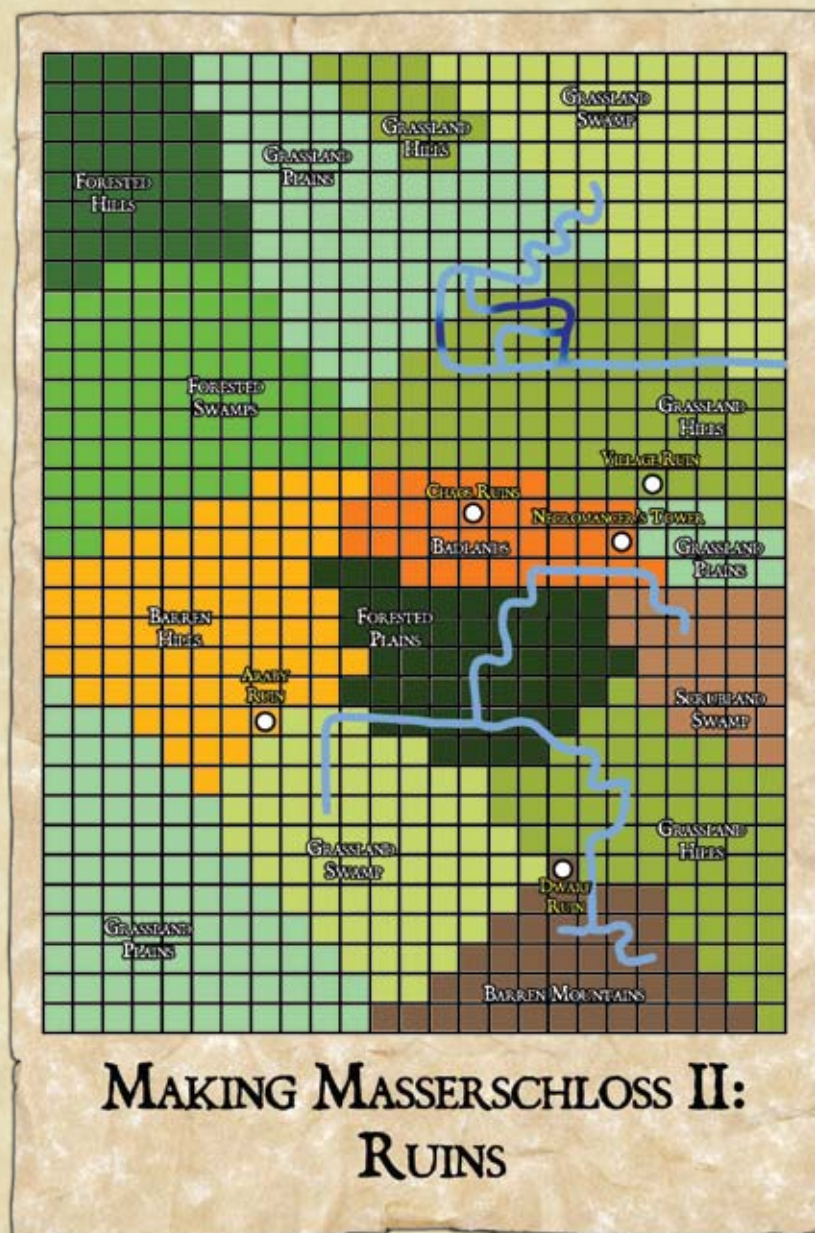 Grassland
Swamp
Grassland
Hills
Grassland
Plains
Forested
Hills
Forested
Swamps
Grassland
Hills
Village Ruin
Chaos Ruins
Necromancer's Tower
Badlands
Grassland
Plains
Barren
Hills
Forested
Plains
Araby
Ruin
Scrubland
Swamp
Grassland
Hills
Grassland
Swamp
Dwarf
Ruin
Grassland
Plains
Barren Mountains
Making Masserschloss II:
Ruins